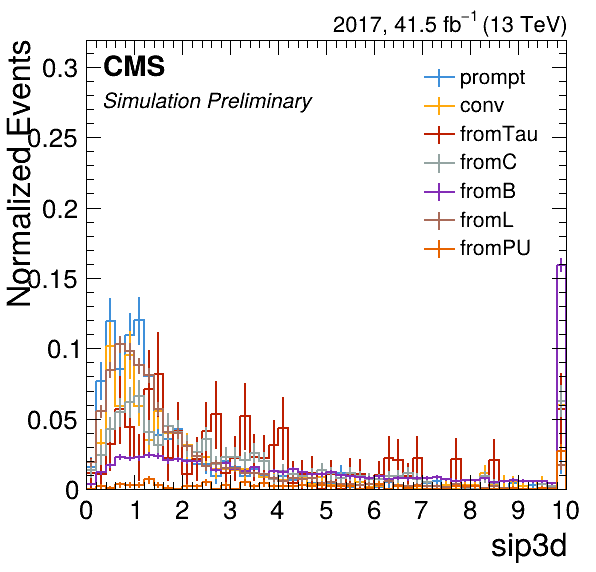 2017, 41.5 fb⁻¹ (13 TeV)
CMS
Simulation Preliminary
prompt
conv
fromTau
fromC
fromB
fromL
fromPU
Normalized Events
0.3
0.25
0.2
0.15
0.1
0.05
0
0 1 2 3 4 5 6 7 8 9 10
sip3d